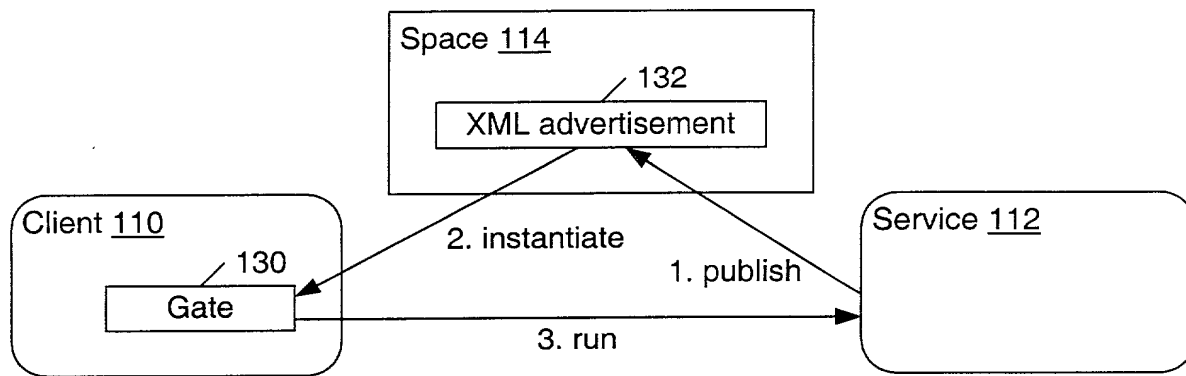 Space 114
132
XML advertisement
Client 110
2. instantiate
Service 112
130
1. publish
Gate
3. run